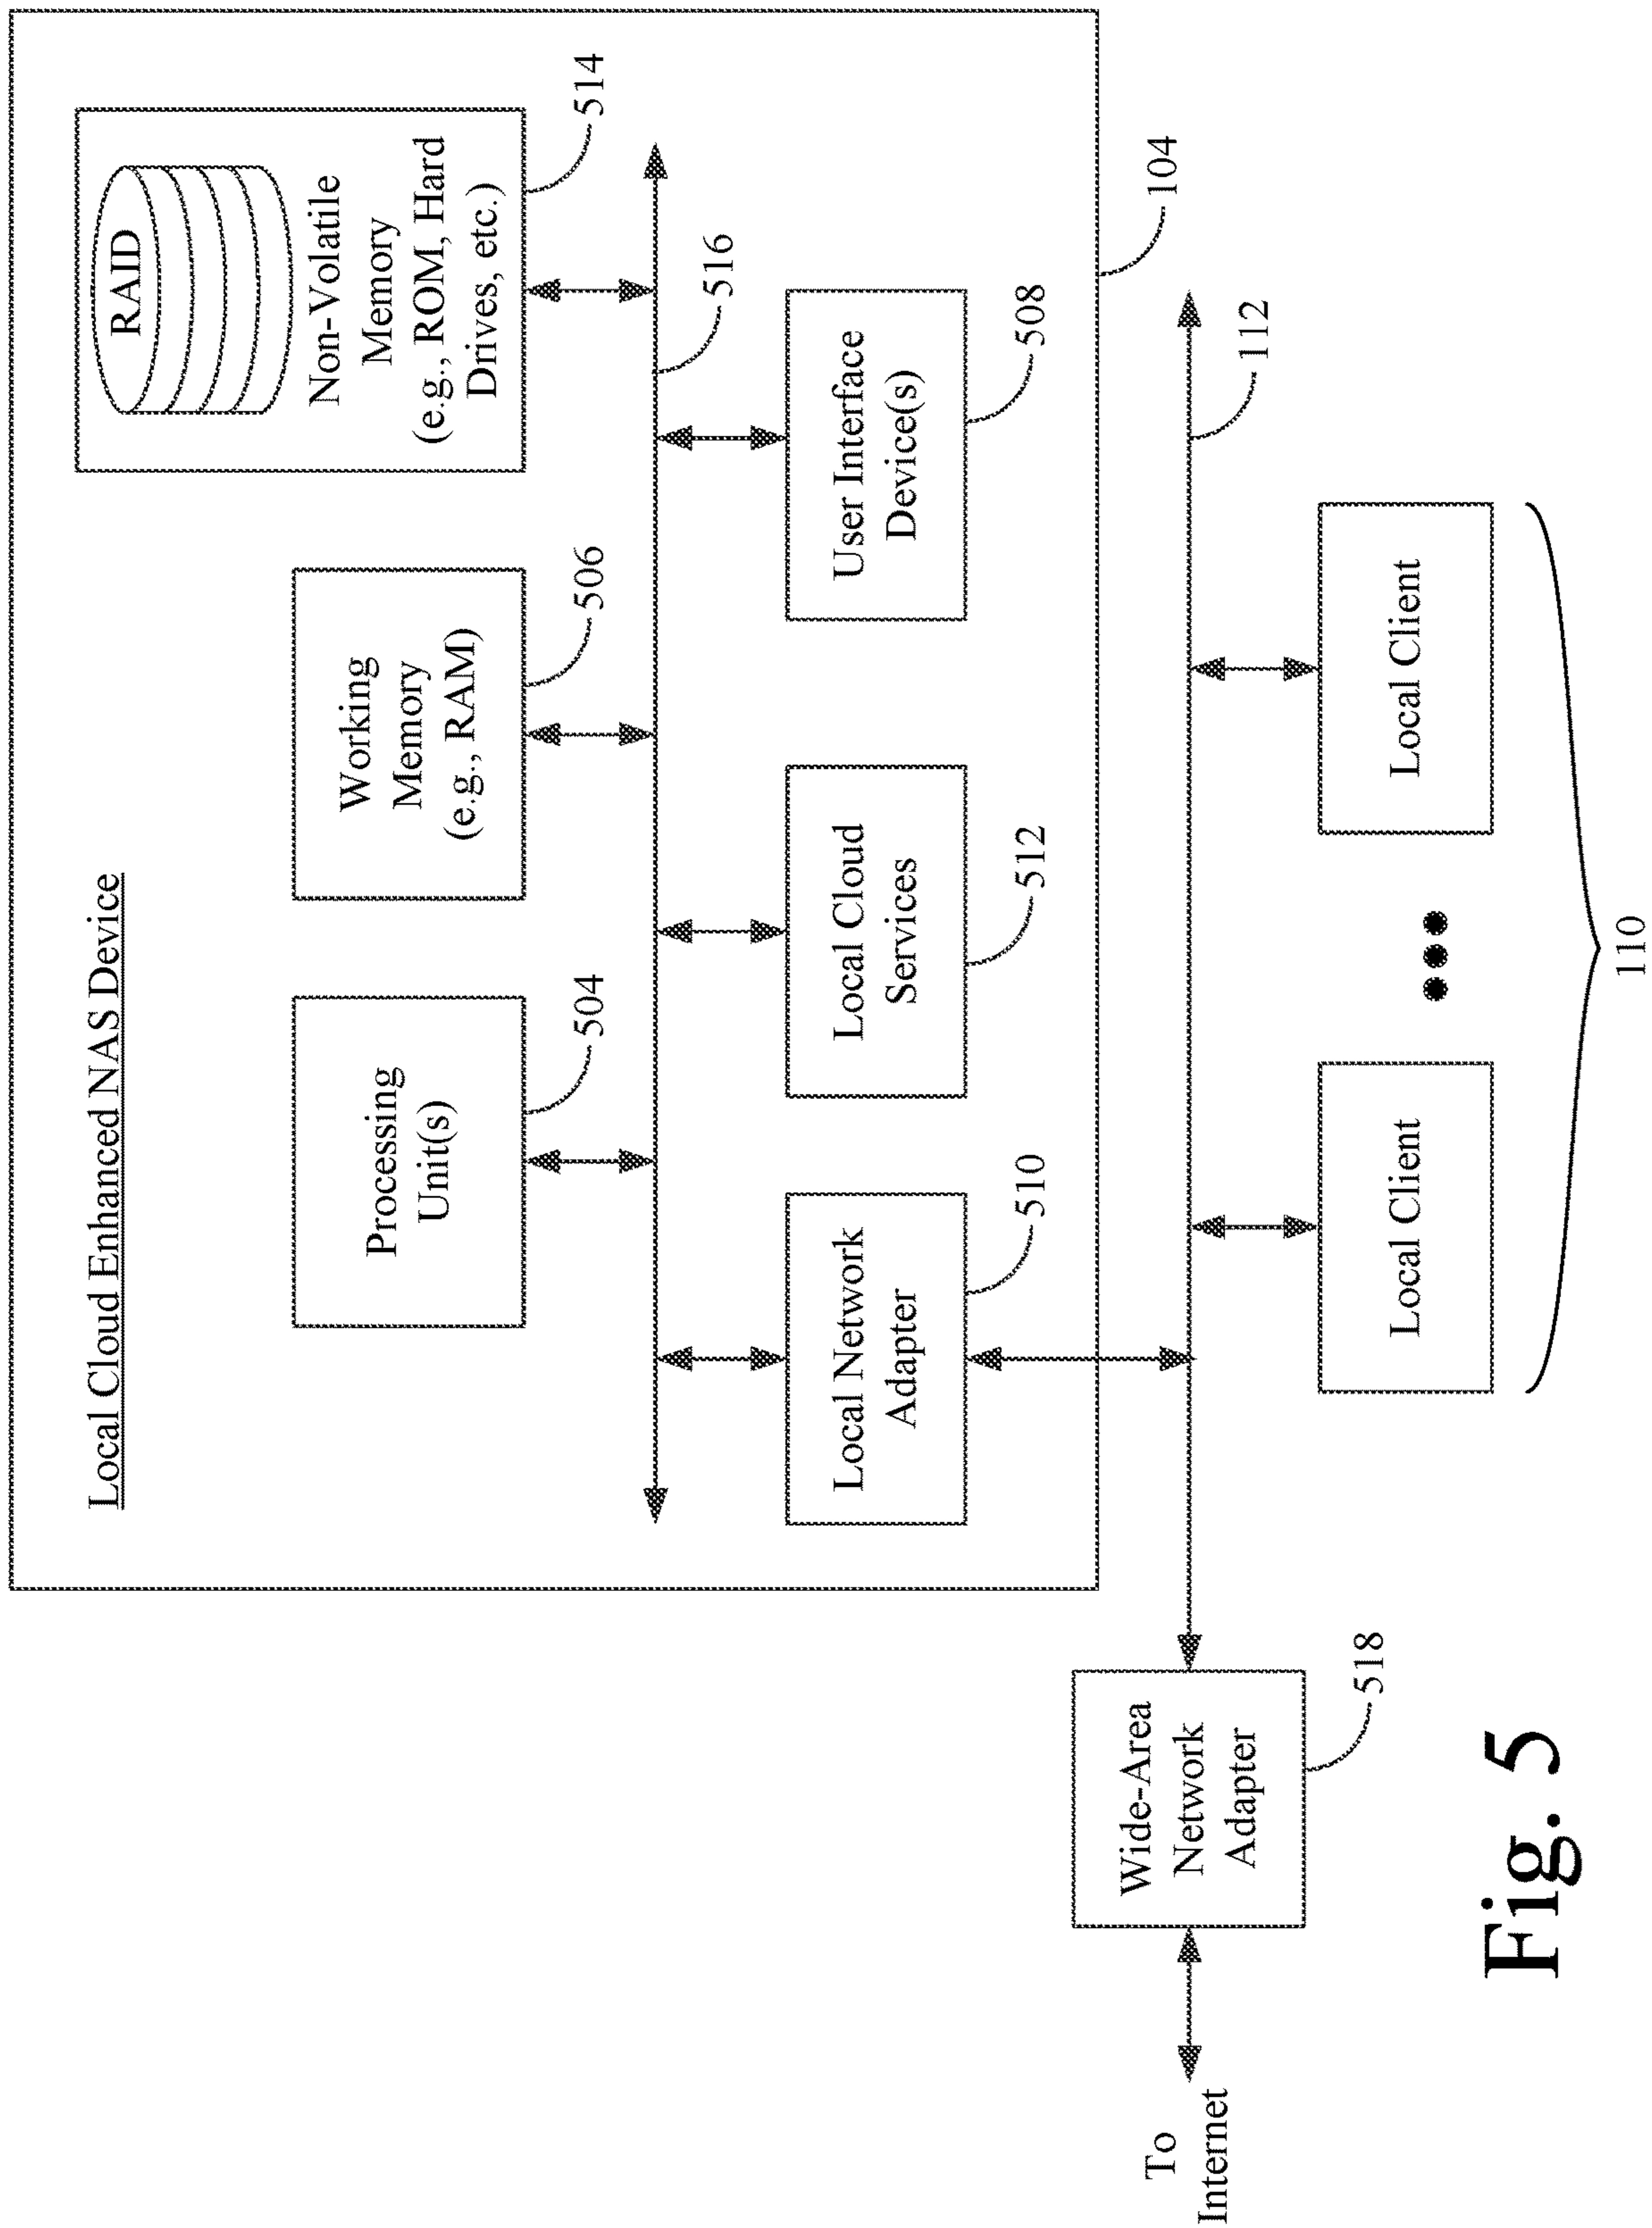 Local Cloud Enhanced NAS Device
RAID
Non-Volatile
Memory
(e.g., ROM, Hard
Drives, etc.)
514
Processing
Unit(s)
504
Working
Memory
(e.g., RAM)
506
516
Local Network
Adapter
510
Local Cloud
Services
512
User Interface
Device(s)
508
104
To
Internet
Wide-Area
Network
Adapter
518
112
Local Client
Local Client
110
Fig. 5